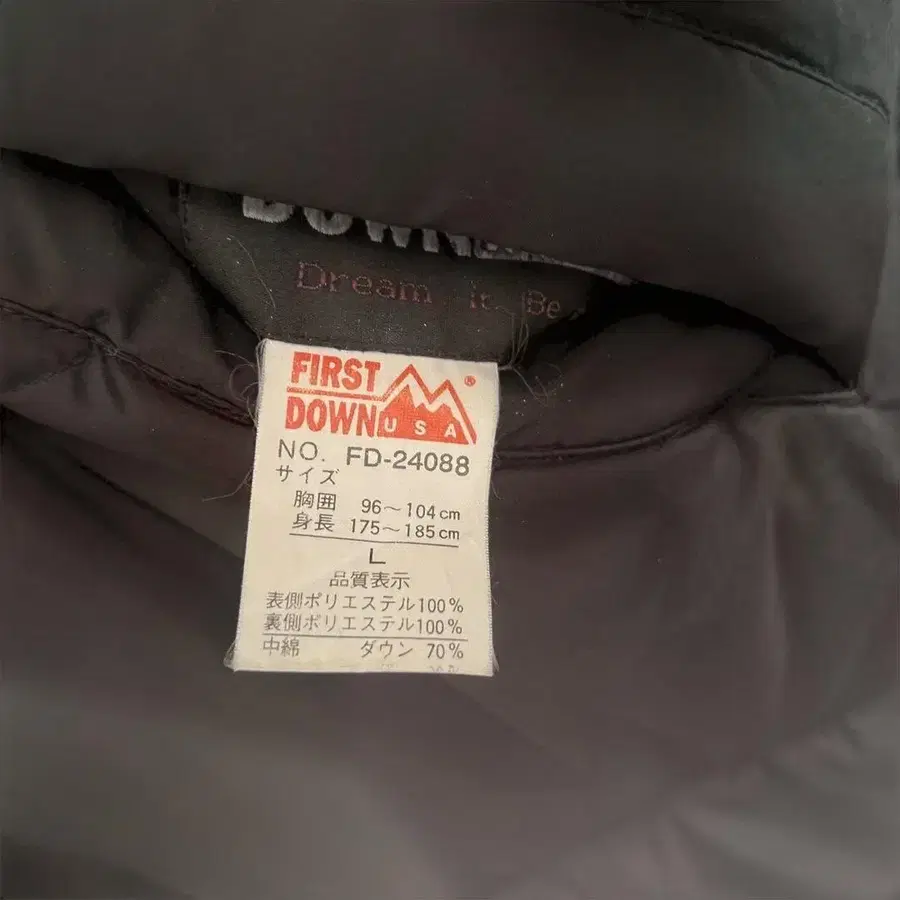 Dream. it. Be
FIRST
DOWN USA ®
NO. FD-24088
サイズ
胸囲 96～104cm
身長 175～185cm
L
品質表示
表側ポリエステル100%
裏側ポリエステル100%
中綿 ダウン 70%